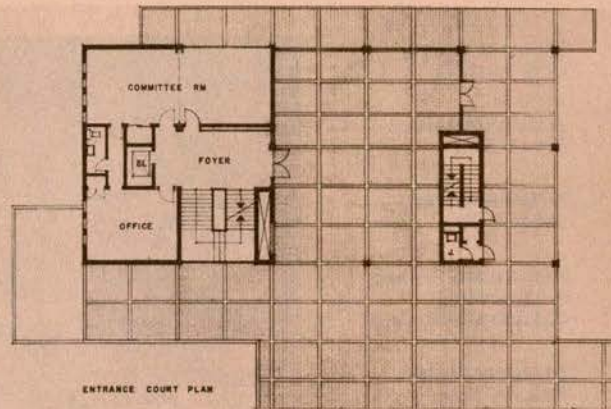 COMMITTEE RM
FOYER
EL
OFFICE
ENTRANCE COURT PLAN